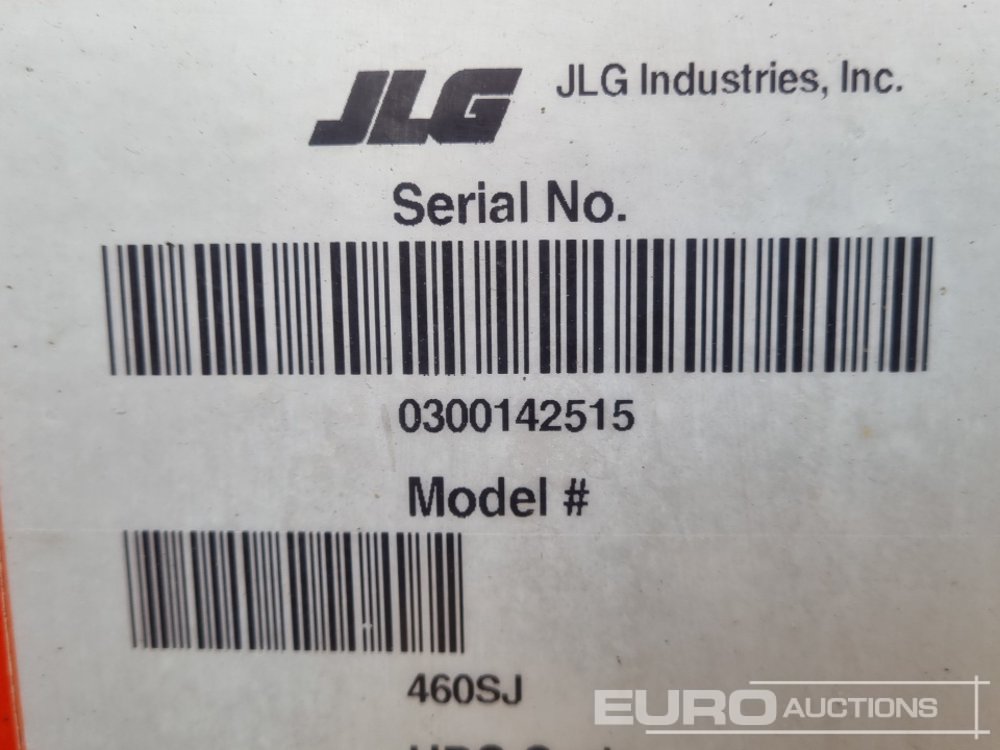 JLG JLG Industries, Inc.
Serial No.
0300142515
Model #
460SJ
EURO AUCTIONS